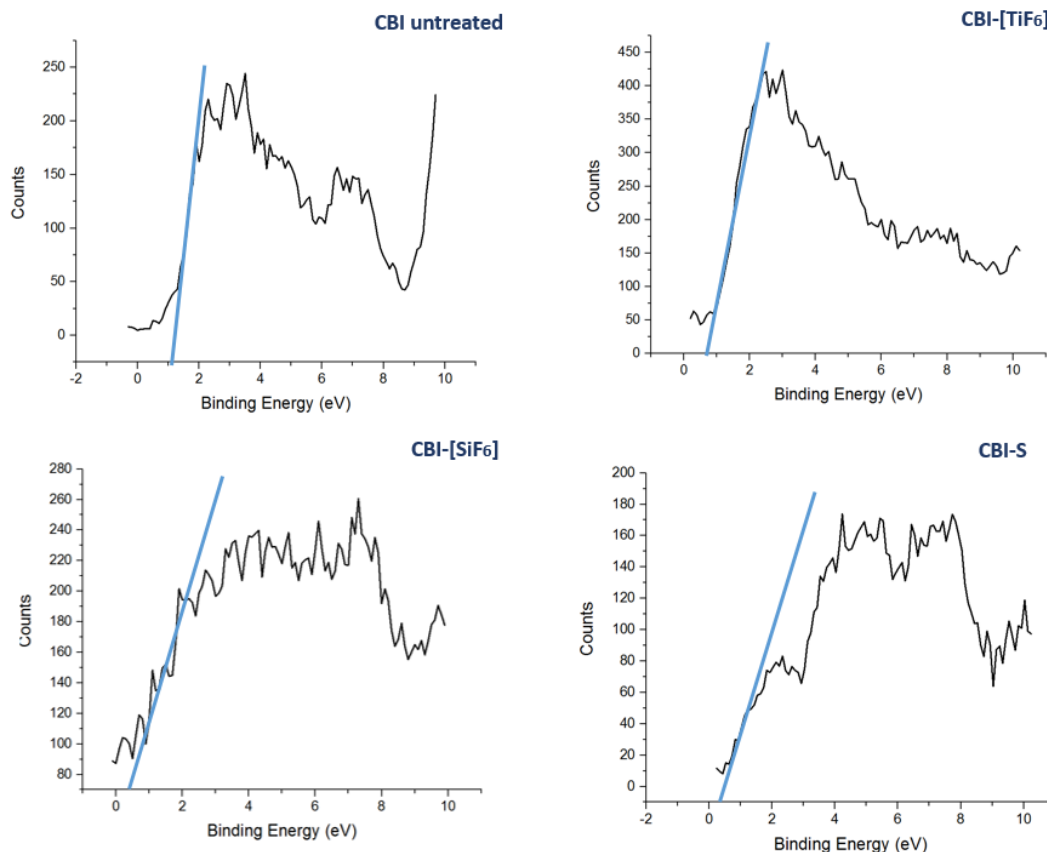 CBI untreated
250
200
150
100
50
0
Counts
-2 0 2 4 6 8 10
Binding Energy (eV)
CBI-[TiF6]
450
400
350
300
250
200
150
100
50
0
Counts
0 2 4 6 8 10
Binding Energy (eV)
CBI-[SiF6]
280
260
240
220
200
180
160
140
120
100
80
Counts
0 2 4 6 8 10
Binding Energy (eV)
CBI-S
200
180
160
140
120
100
80
60
40
20
0
Counts
-2 0 2 4 6 8 10
Binding Energy (eV)